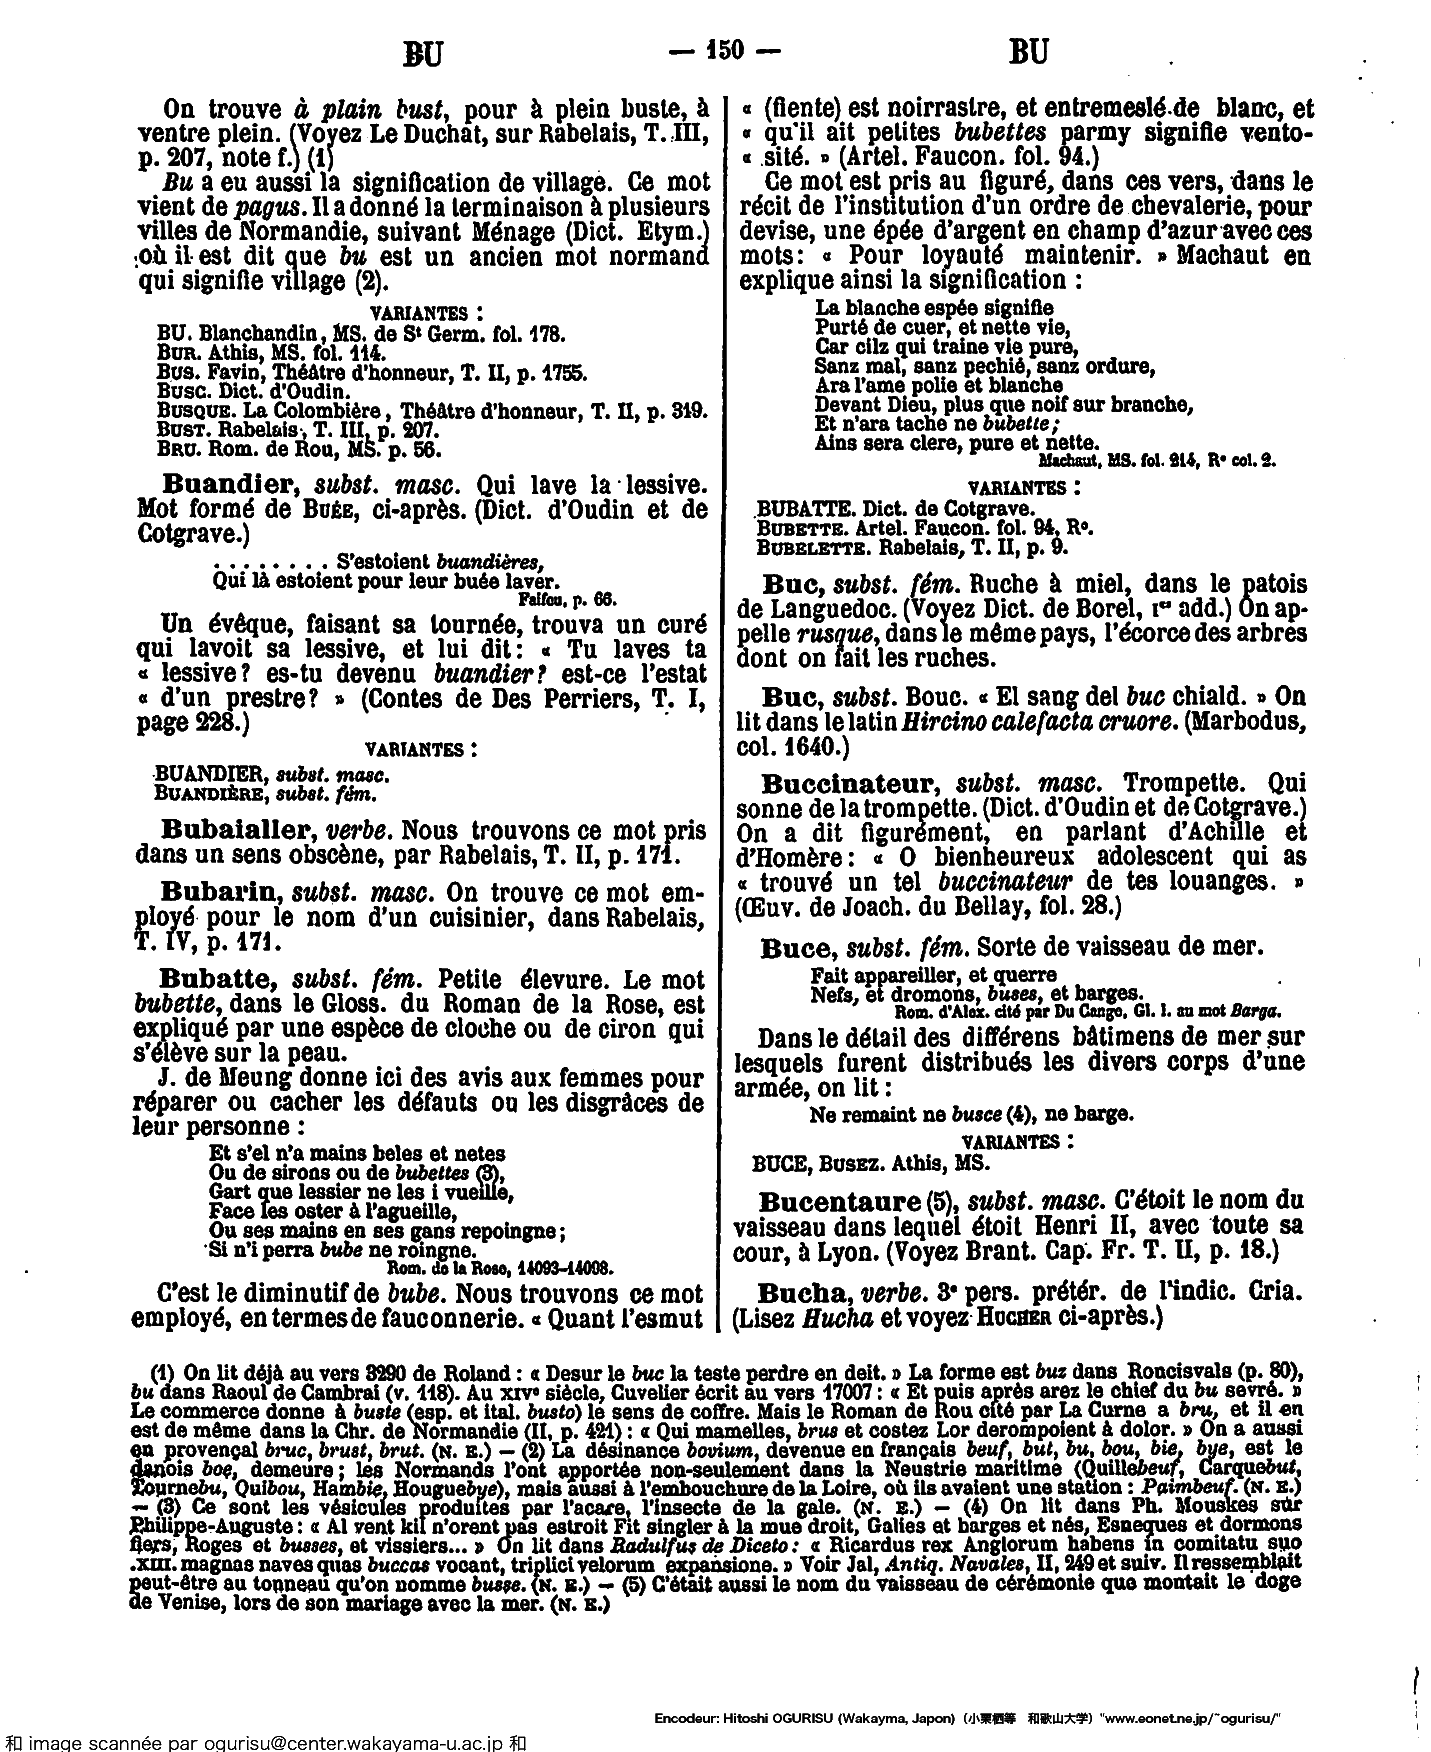 BU — 150 — BU
On trouve à plain bust, pour à plein buste, à
ventre plein. (Voyez Le Duchat, sur Rabelais, T. III,
p. 207, note f.) (1)
Bu a eu aussi la signification de village. Ce mot
vient de pagus. Il a donné la terminaison à plusieurs
villes de Normandie, suivant Ménage (Dict. Etym.)
où il est dit que bu est un ancien mot normand
qui signifie village (2).
VARIANTES :
BU. Blanchandin, MS. de St Germ. fol. 178.
BUR. Athis, MS. fol. 114.
BUS. Favin, Théâtre d'honneur, T. II, p. 1755.
BUSC. Dict. d'Oudin.
BUSQUE. La Colombière, Théâtre d'honneur, T. II, p. 319.
BUST. Rabelais, T. III, p. 207.
BRU. Rom. de Rou, MS. p. 56.
Buandier, subst. masc. Qui lave la lessive.
Mot formé de BUÉE, ci-après. (Dict. d'Oudin et de
Cotgrave.)
. . . . . . . . S'estoient buandières,
Qui là estoient pour leur buée laver.
Faifeu, p. 66.
Un évêque, faisant sa tournée, trouva un curé
qui lavoit sa lessive, et lui dit : « Tu laves ta
« lessive? es-tu devenu buandier? est-ce l'estat
« d'un prestre? » (Contes de Des Perriers, T. I,
page 228.)
VARIANTES :
BUANDIER, subst. masc.
BUANDIÈRE, subst. fém.
Bubaialler, verbe. Nous trouvons ce mot pris
dans un sens obscène, par Rabelais, T. II, p. 171.
Bubarin, subst. masc. On trouve ce mot em-
ployé pour le nom d'un cuisinier, dans Rabelais,
T. IV, p. 171.
Bubatte, subst. fém. Petite élevure. Le mot
bubette, dans le Gloss. du Roman de la Rose, est
expliqué par une espèce de cloche ou de ciron qui
s'élève sur la peau.
J. de Meung donne ici des avis aux femmes pour
réparer ou cacher les défauts ou les disgrâces de
leur personne :
Et s'el n'a mains beles et netes
Ou de sirons ou de bubettes (3),
Gart que lessier ne les i vueille,
Face les oster à l'agueille,
Ou ses mains en ses gans repoingne;
Si n'i perra bube ne roingne.
Rom. de la Rose, 14093-14098.
C'est le diminutif de bube. Nous trouvons ce mot
employé, en termes de fauconnerie. « Quant l'esmut
« (fiente) est noirrastre, et entremeslé de blanc, et
« qu'il ait petites bubettes parmy signifie vento-
« sité. » (Artel. Faucon. fol. 94.)
Ce mot est pris au figuré, dans ces vers, dans le
récit de l'institution d'un ordre de chevalerie, pour
devise, une épée d'argent en champ d'azur avec ces
mots : « Pour loyauté maintenir. » Machaut en
explique ainsi la signification :
La blanche espée signifie
Purté de cuer, et nette vie,
Car cilz qui traine vie pure,
Sanz mal, sanz pechié, sanz ordure,
Ara l'ame polie et blanche
Devant Dieu, plus que noif sur branche,
Et n'ara tache ne bubette;
Ains sera clere, pure et nette.
Machaut, MS. fol. 214, R° col. 2.
VARIANTES :
BUBATTE. Dict. de Cotgrave.
BUBETTE. Artel. Faucon. fol. 94, R°.
BUBELETTE. Rabelais, T. II, p. 9.
Buc, subst. fém. Ruche à miel, dans le patois
de Languedoc. (Voyez Dict. de Borel, 1res add.) On ap-
pelle rusque, dans le même pays, l'écorce des arbres
dont on fait les ruches.
Buc, subst. Bouc. « El sang del buc chiald. » On
lit dans le latin Hircino calefacta cruore. (Marbodus,
col. 1640.)
Buccinateur, subst. masc. Trompette. Qui
sonne de la trompette. (Dict. d'Oudin et de Cotgrave.)
On a dit figurément, en parlant d'Achille et
d'Homère : « O bienheureux adolescent qui as
« trouvé un tel buccinateur de tes louanges. »
(Œuv. de Joach. du Bellay, fol. 28.)
Buce, subst. fém. Sorte de vaisseau de mer.
Fait appareiller, et querre
Nefs, et dromons, buses, et barges.
Rom. d'Alex. cité par Du Cange, Gl. l. au mot Barga.
Dans le détail des différens bâtimens de mer sur
lesquels furent distribués les divers corps d'une
armée, on lit :
Ne remaint ne busce (4), ne barge.
VARIANTES :
BUCE, BUSEZ. Athis, MS.
Bucentaure (5), subst. masc. C'étoit le nom du
vaisseau dans lequel étoit Henri II, avec toute sa
cour, à Lyon. (Voyez Brant. Cap. Fr. T. II, p. 18.)
Bucha, verbe. 3e pers. prétér. de l'indic. Cria.
(Lisez Hucha et voyez HUCHER ci-après.)
(1) On lit déjà au vers 3290 de Roland : « Desur le buc la teste perdre en deit. » La forme est buz dans Roncisvals (p. 80),
bu dans Raoul de Cambrai (v. 118). Au XIVe siècle, Cuvelier écrit au vers 17007 : « Et puis après arez le chief du bu sevré. »
Le commerce donne à buste (esp. et ital. busto) le sens de coffre. Mais le Roman de Rou cité par La Curne a bru, et il en
est de même dans la Chr. de Normandie (II, p. 421) : « Qui mamelles, brus et costez Lor derompoient à dolor. » On a aussi
en provençal bruc, brust, brut. (N. E.) — (2) La désinance bovium, devenue en français beuf, but, bu, bou, bie, bye, est le
danois boe, demeure; les Normands l'ont apportée non-seulement dans la Neustrie maritime (Quillebeuf, Carquebut,
Tournebu, Quibou, Hambie, Houguebye), mais aussi à l'embouchure de la Loire, où ils avaient une station : Paimbeuf. (N. E.)
— (3) Ce sont les vésicules produites par l'acare, l'insecte de la gale. (N. E.) — (4) On lit dans Ph. Mouskes sur
Philippe-Auguste : « Al vent kil n'orent pas estroit Fit singler à la mue droit, Galies et barges et nés, Esneques et dormons
fiers, Roges et busses, et vissiers... » On lit dans Radulfus de Diceto : « Ricardus rex Anglorum habens in comitatu suo
.XIII. magnas naves quas buccas vocant, triplici velorum expansione. » Voir Jal, Antiq. Navales, II, 249 et suiv. Il ressemblait
peut-être au tonneau qu'on nomme busse. (N. E.) — (5) C'était aussi le nom du vaisseau de cérémonie que montait le doge
de Venise, lors de son mariage avec la mer. (N. E.)
Encodeur: Hitoshi OGURISU (Wakayma, Japon) (小栗栖等 和歌山大学) "www.eonet.ne.jp/~ogurisu/"
和 image scannée par ogurisu@center.wakayama-u.ac.jp 和